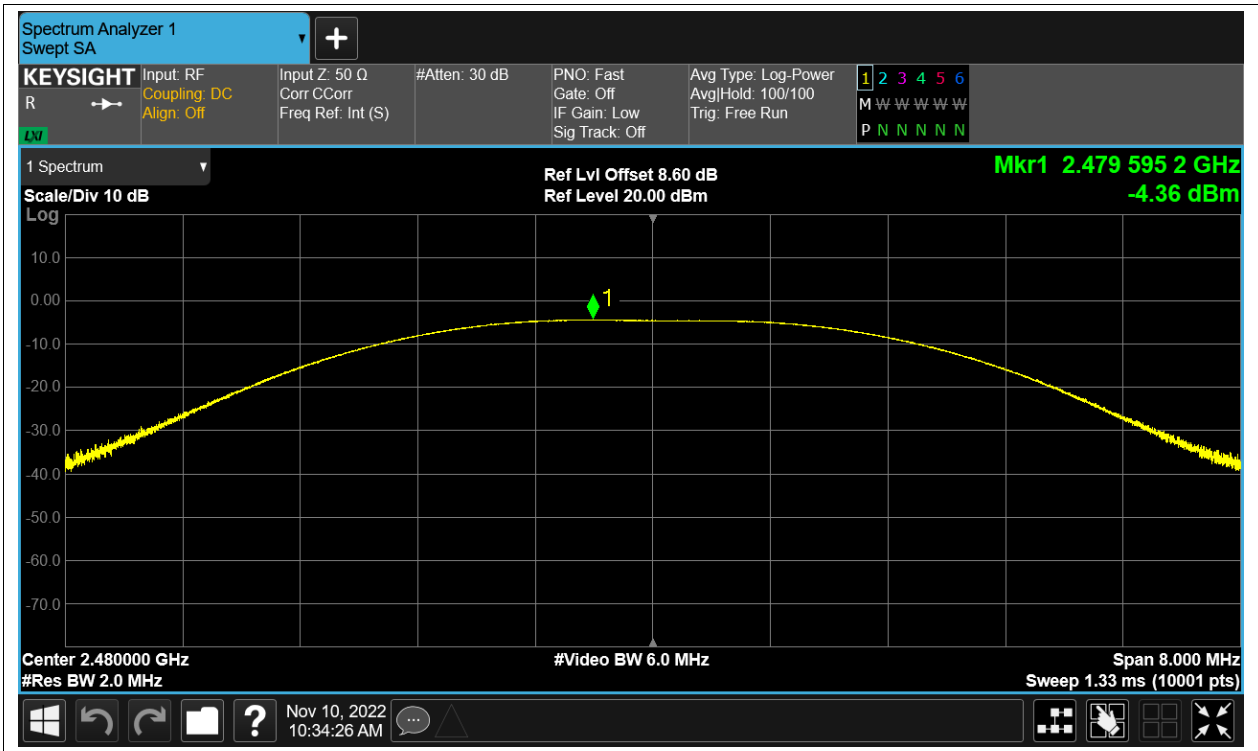 Spectrum Analyzer 1
Swept SA
+
KEYSIGHT
R
LXI
Input: RF
Coupling: DC
Align: Off
Input Z: 50 Ω
Corr CCorr
Freq Ref: Int (S)
#Atten: 30 dB
PNO: Fast
Gate: Off
IF Gain: Low
Sig Track: Off
Avg Type: Log-Power
Avg|Hold: 100/100
Trig: Free Run
1 2 3 4 5 6
M W W W W W
P N N N N N
1 Spectrum
Scale/Div 10 dB
Log
Ref Lvl Offset 8.60 dB
Ref Level 20.00 dBm
Mkr1 2.479 595 2 GHz
-4.36 dBm
10.0
0.00
1
-10.0
-20.0
-30.0
-40.0
-50.0
-60.0
-70.0
Center 2.480000 GHz
#Res BW 2.0 MHz
#Video BW 6.0 MHz
Span 8.000 MHz
Sweep 1.33 ms (10001 pts)
?
Nov 10, 2022
10:34:26 AM